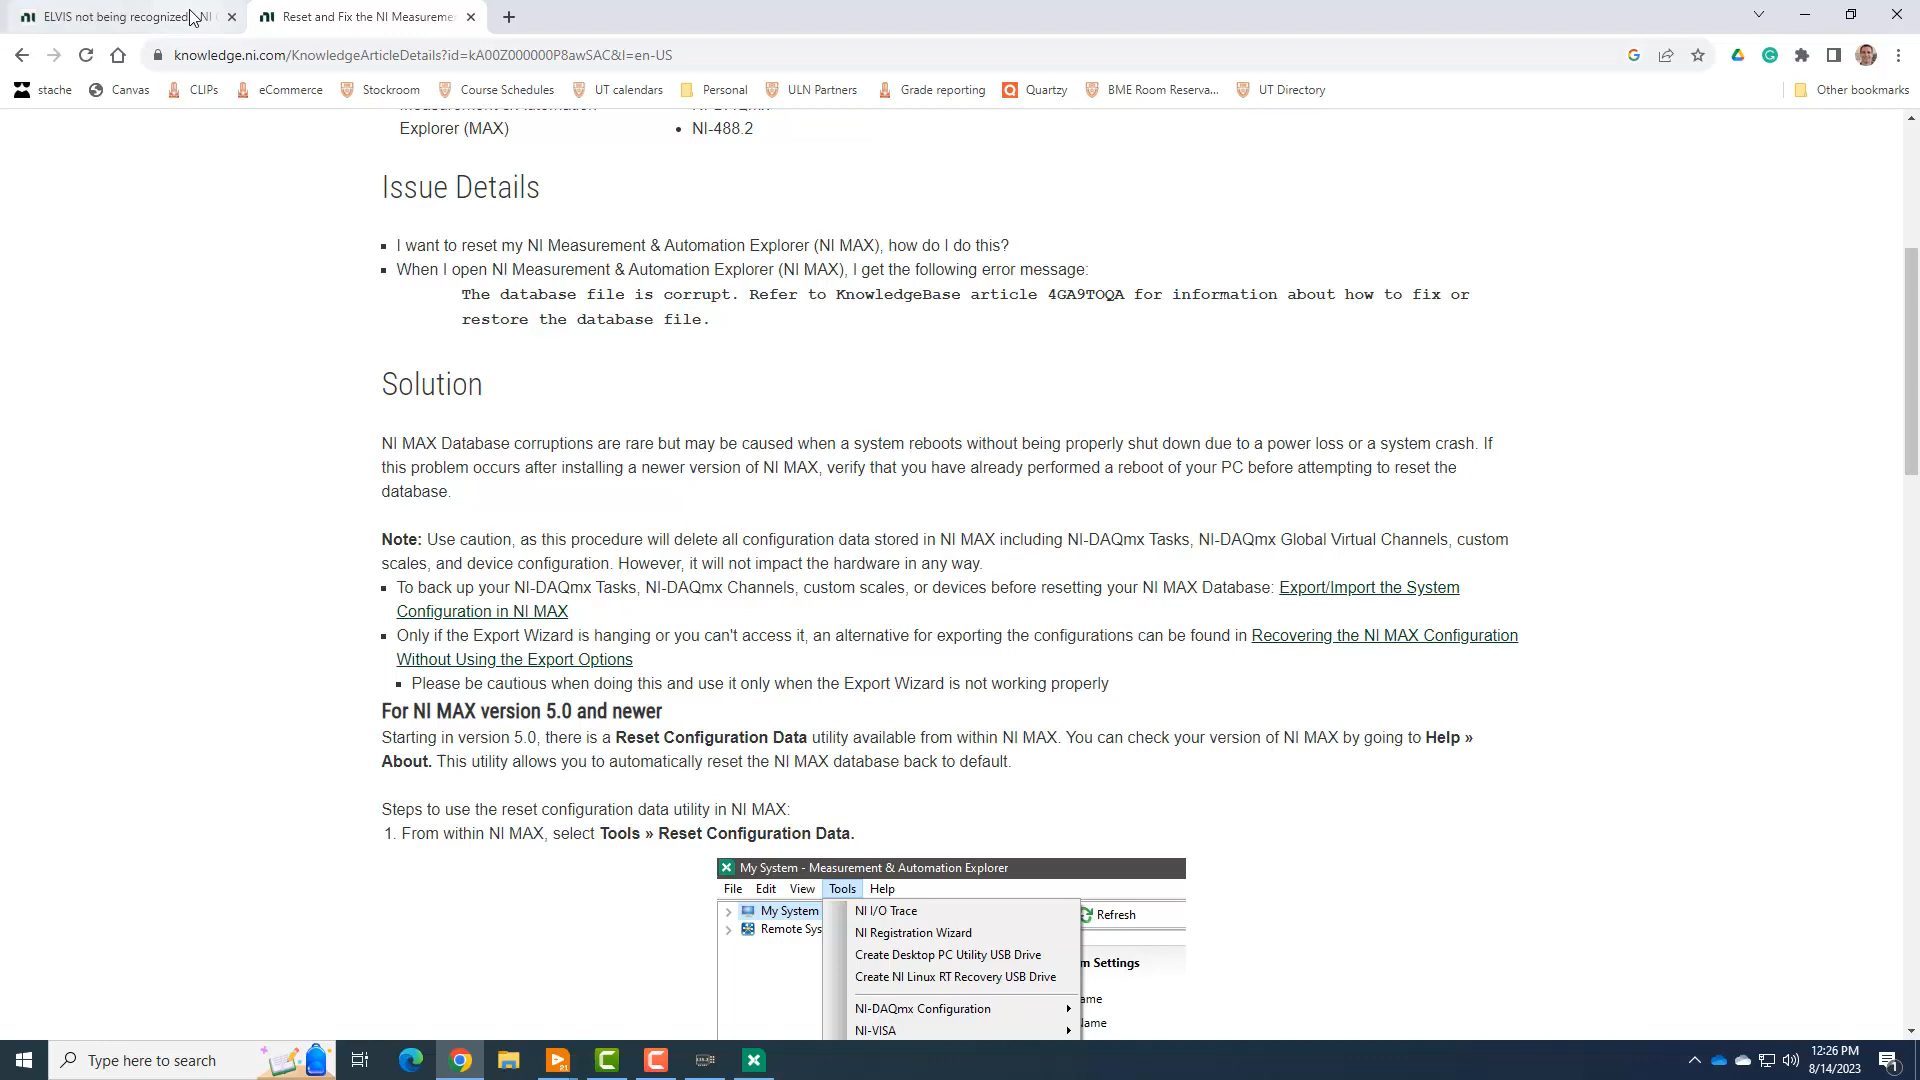 ELVIS not being recognized - NI
Reset and Fix the NI Measureme
knowledge.ni.com/KnowledgeArticleDetails?id=kA00Z000000P8awSAC&l=en-US
stache Canvas CLIPs eCommerce Stockroom Course Schedules UT calendars Personal ULN Partners Grade reporting Quartzy BME Room Reserva... UT Directory Other bookmarks
Explorer (MAX)
• NI-488.2
Issue Details
I want to reset my NI Measurement & Automation Explorer (NI MAX), how do I do this?
When I open NI Measurement & Automation Explorer (NI MAX), I get the following error message:
The database file is corrupt. Refer to KnowledgeBase article 4GA9TOQA for information about how to fix or
restore the database file.
Solution
NI MAX Database corruptions are rare but may be caused when a system reboots without being properly shut down due to a power loss or a system crash. If
this problem occurs after installing a newer version of NI MAX, verify that you have already performed a reboot of your PC before attempting to reset the
database.
Note: Use caution, as this procedure will delete all configuration data stored in NI MAX including NI-DAQmx Tasks, NI-DAQmx Global Virtual Channels, custom
scales, and device configuration. However, it will not impact the hardware in any way.
To back up your NI-DAQmx Tasks, NI-DAQmx Channels, custom scales, or devices before resetting your NI MAX Database: Export/Import the System
Configuration in NI MAX
Only if the Export Wizard is hanging or you can't access it, an alternative for exporting the configurations can be found in Recovering the NI MAX Configuration
Without Using the Export Options
Please be cautious when doing this and use it only when the Export Wizard is not working properly
For NI MAX version 5.0 and newer
Starting in version 5.0, there is a Reset Configuration Data utility available from within NI MAX. You can check your version of NI MAX by going to Help »
About. This utility allows you to automatically reset the NI MAX database back to default.
Steps to use the reset configuration data utility in NI MAX:
1. From within NI MAX, select Tools » Reset Configuration Data.
My System - Measurement & Automation Explorer
File Edit View Tools Help
My System NI I/O Trace Refresh
Remote Sys NI Registration Wizard
Create Desktop PC Utility USB Drive m Settings
Create NI Linux RT Recovery USB Drive
ame
NI-DAQmx Configuration
Name
NI-VISA
Type here to search
12:26 PM
8/14/2023
1